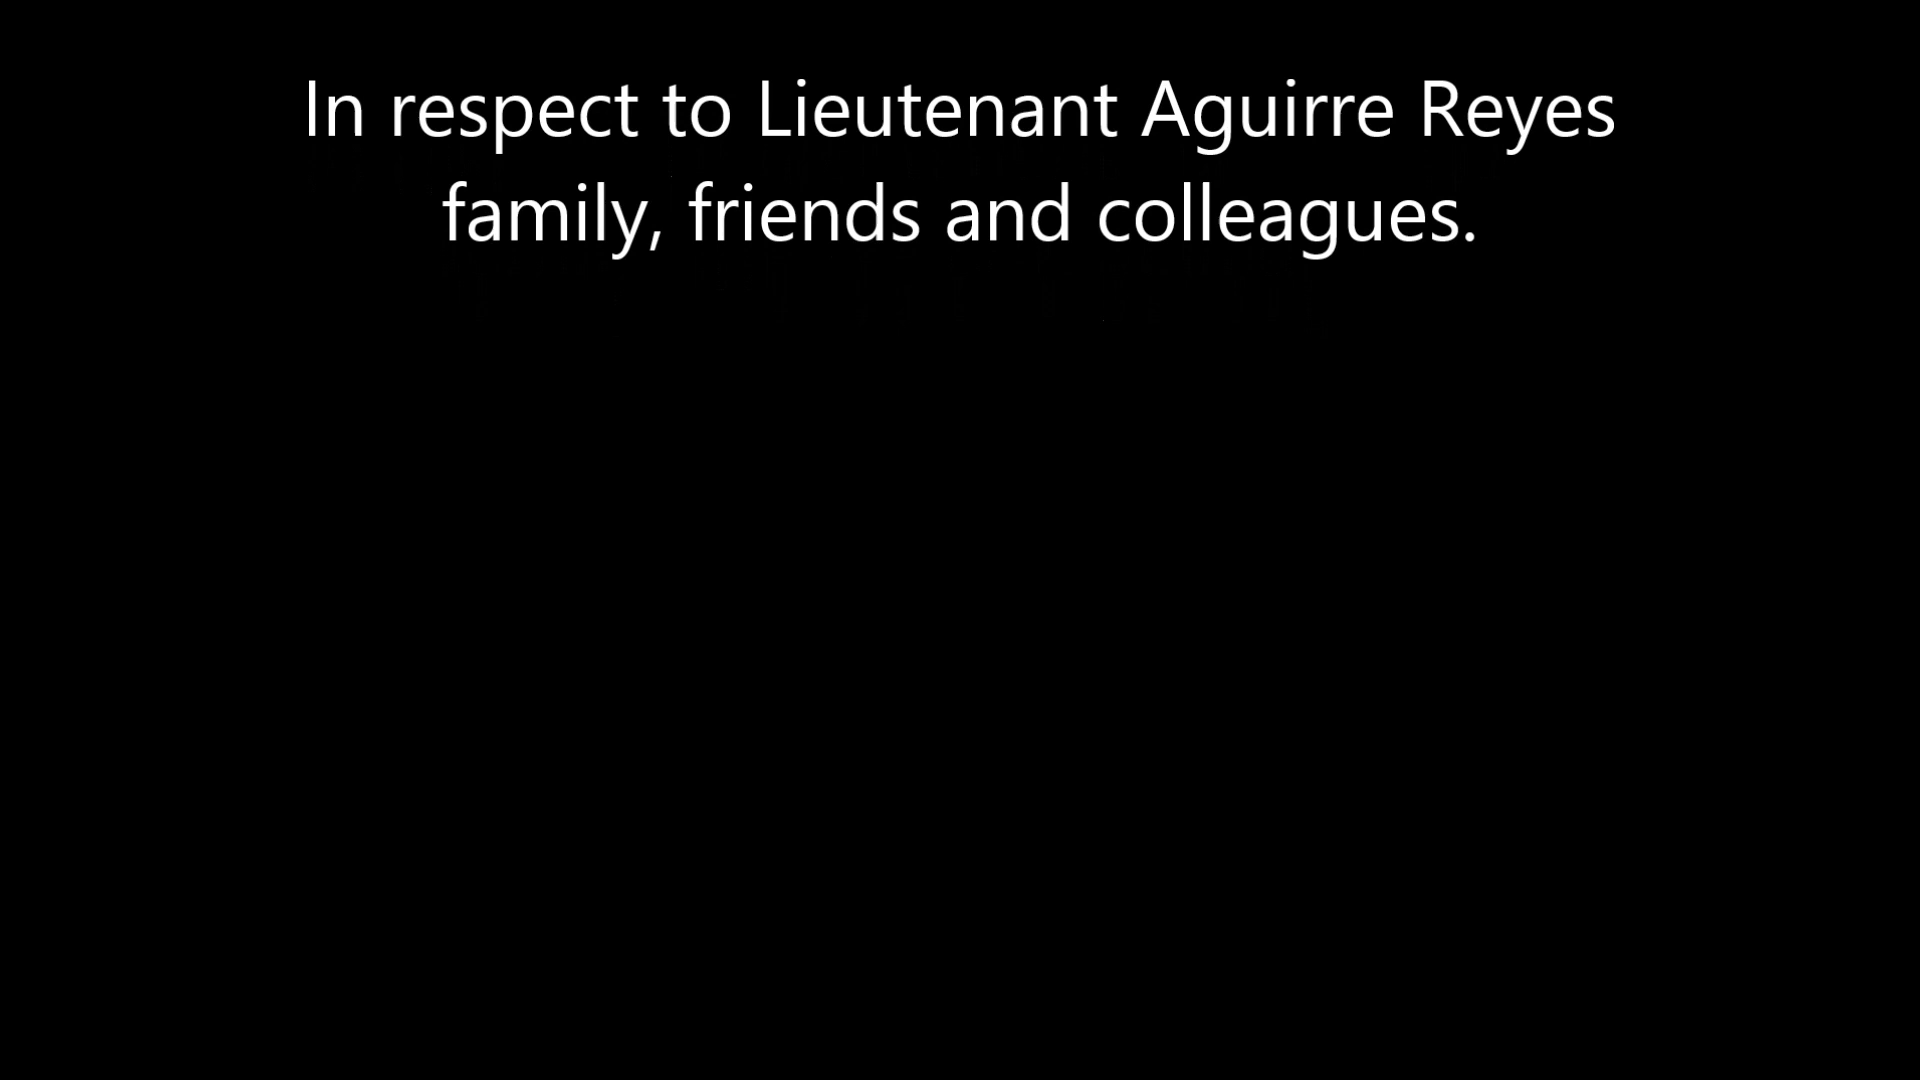 In respect to Lieutenant Aguirre Reyes
family, friends and colleagues.